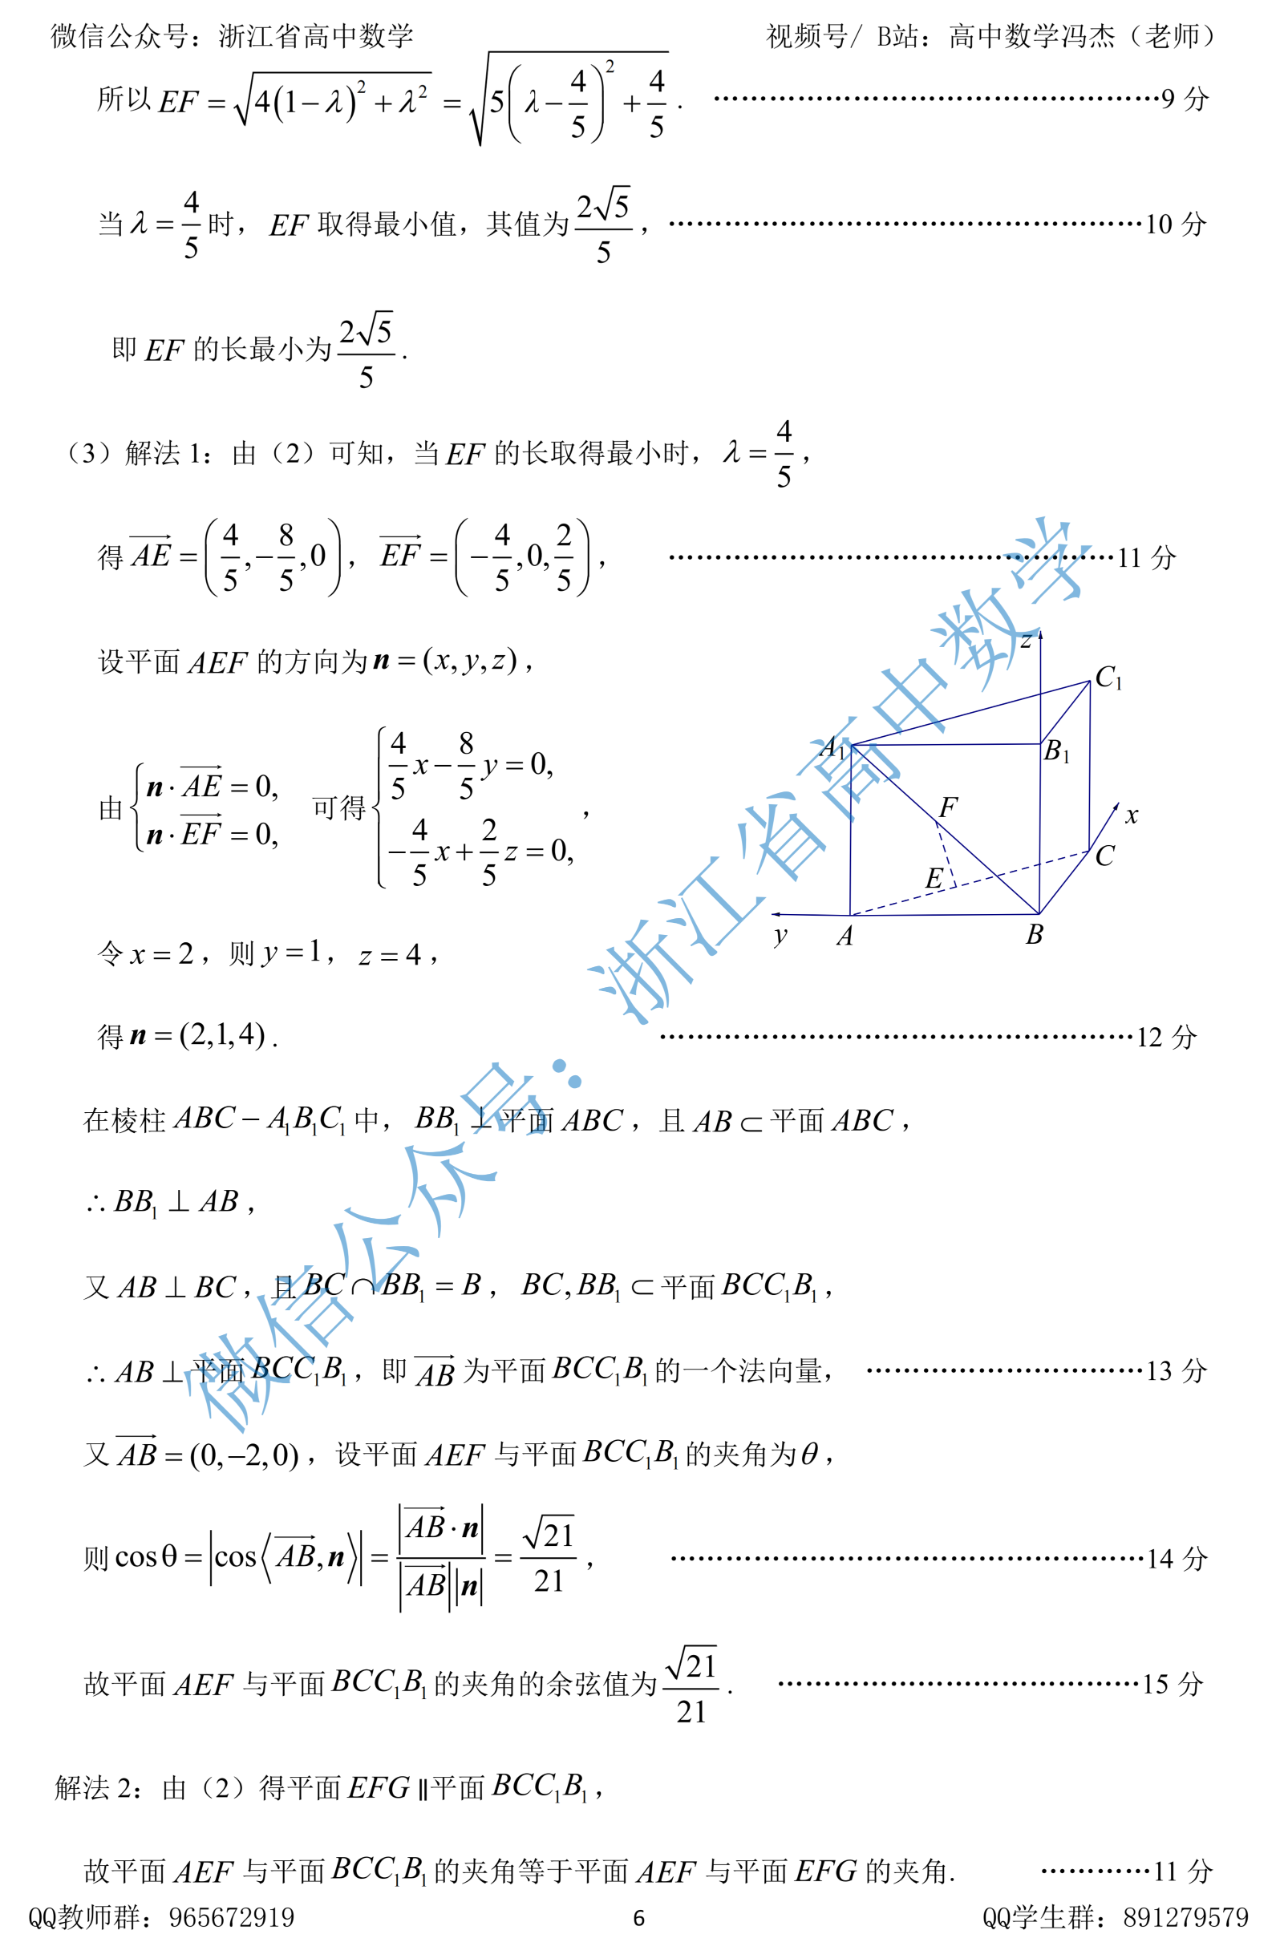 微信公众号：浙江省高中数学 视频号/ B站：高中数学冯杰（老师）
所以 EF = √(4(1−λ)² + λ²) = √(5(λ − 4/5)² + 4/5) . ………………………………………9 分
当 λ = 4/5 时， EF 取得最小值，其值为 2√5/5 ，………………………………………10 分
即 EF 的长最小为 2√5/5 .
（3）解法 1：由（2）可知，当 EF 的长取得最小时， λ = 4/5 ，
得 AE→ = (4/5, −8/5, 0)， EF→ = (−4/5, 0, 2/5)， ………………………………………11 分
设平面 AEF 的方向为 n = (x, y, z)，
由 { n · AE→ = 0, n · EF→ = 0, 可得 { 4/5 x − 8/5 y = 0, −4/5 x + 2/5 z = 0, ，
令 x = 2 ，则 y = 1， z = 4 ，
得 n = (2,1,4) . ………………………………………12 分
z
C₁
A₁
B₁
F
x
C
E
y
A
B
在棱柱 ABC − A₁B₁C₁ 中， BB₁ ⊥ 平面 ABC ，且 AB ⊂ 平面 ABC ，
∴ BB₁ ⊥ AB ，
又 AB ⊥ BC ，且 BC ∩ BB₁ = B ， BC, BB₁ ⊂ 平面 BCC₁B₁ ，
∴ AB ⊥ 平面 BCC₁B₁ ，即 AB→ 为平面 BCC₁B₁ 的一个法向量， …………………………13 分
又 AB→ = (0,−2,0) ，设平面 AEF 与平面 BCC₁B₁ 的夹角为 θ ，
则 cosθ = |cos⟨AB→, n⟩| = |AB→ · n| / |AB→||n| = √21/21 ， ………………………………………14 分
故平面 AEF 与平面 BCC₁B₁ 的夹角的余弦值为 √21/21 . …………………………………15 分
解法 2：由（2）得平面 EFG ∥平面 BCC₁B₁ ，
故平面 AEF 与平面 BCC₁B₁ 的夹角等于平面 AEF 与平面 EFG 的夹角. …………11 分
微信公众号：浙江省高中数学
QQ教师群：965672919 6 QQ学生群：891279579